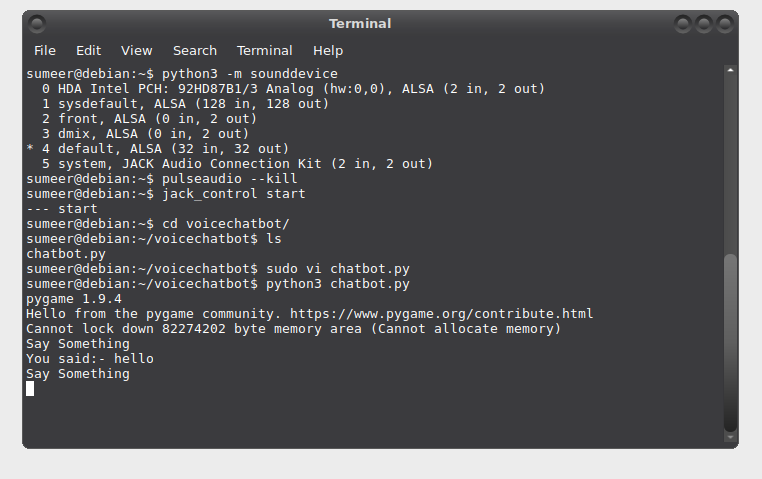 Terminal
File Edit View Search Terminal Help
sumeer@debian:~$ python3 -m sounddevice
  0 HDA Intel PCH: 92HD87B1/3 Analog (hw:0,0), ALSA (2 in, 2 out)
  1 sysdefault, ALSA (128 in, 128 out)
  2 front, ALSA (0 in, 2 out)
  3 dmix, ALSA (0 in, 2 out)
* 4 default, ALSA (32 in, 32 out)
  5 system, JACK Audio Connection Kit (2 in, 2 out)
sumeer@debian:~$ pulseaudio --kill
sumeer@debian:~$ jack_control start
--- start
sumeer@debian:~$ cd voicechatbot/
sumeer@debian:~/voicechatbot$ ls
chatbot.py
sumeer@debian:~/voicechatbot$ sudo vi chatbot.py
sumeer@debian:~/voicechatbot$ python3 chatbot.py
pygame 1.9.4
Hello from the pygame community. https://www.pygame.org/contribute.html
Cannot lock down 82274202 byte memory area (Cannot allocate memory)
Say Something
You said:- hello
Say Something